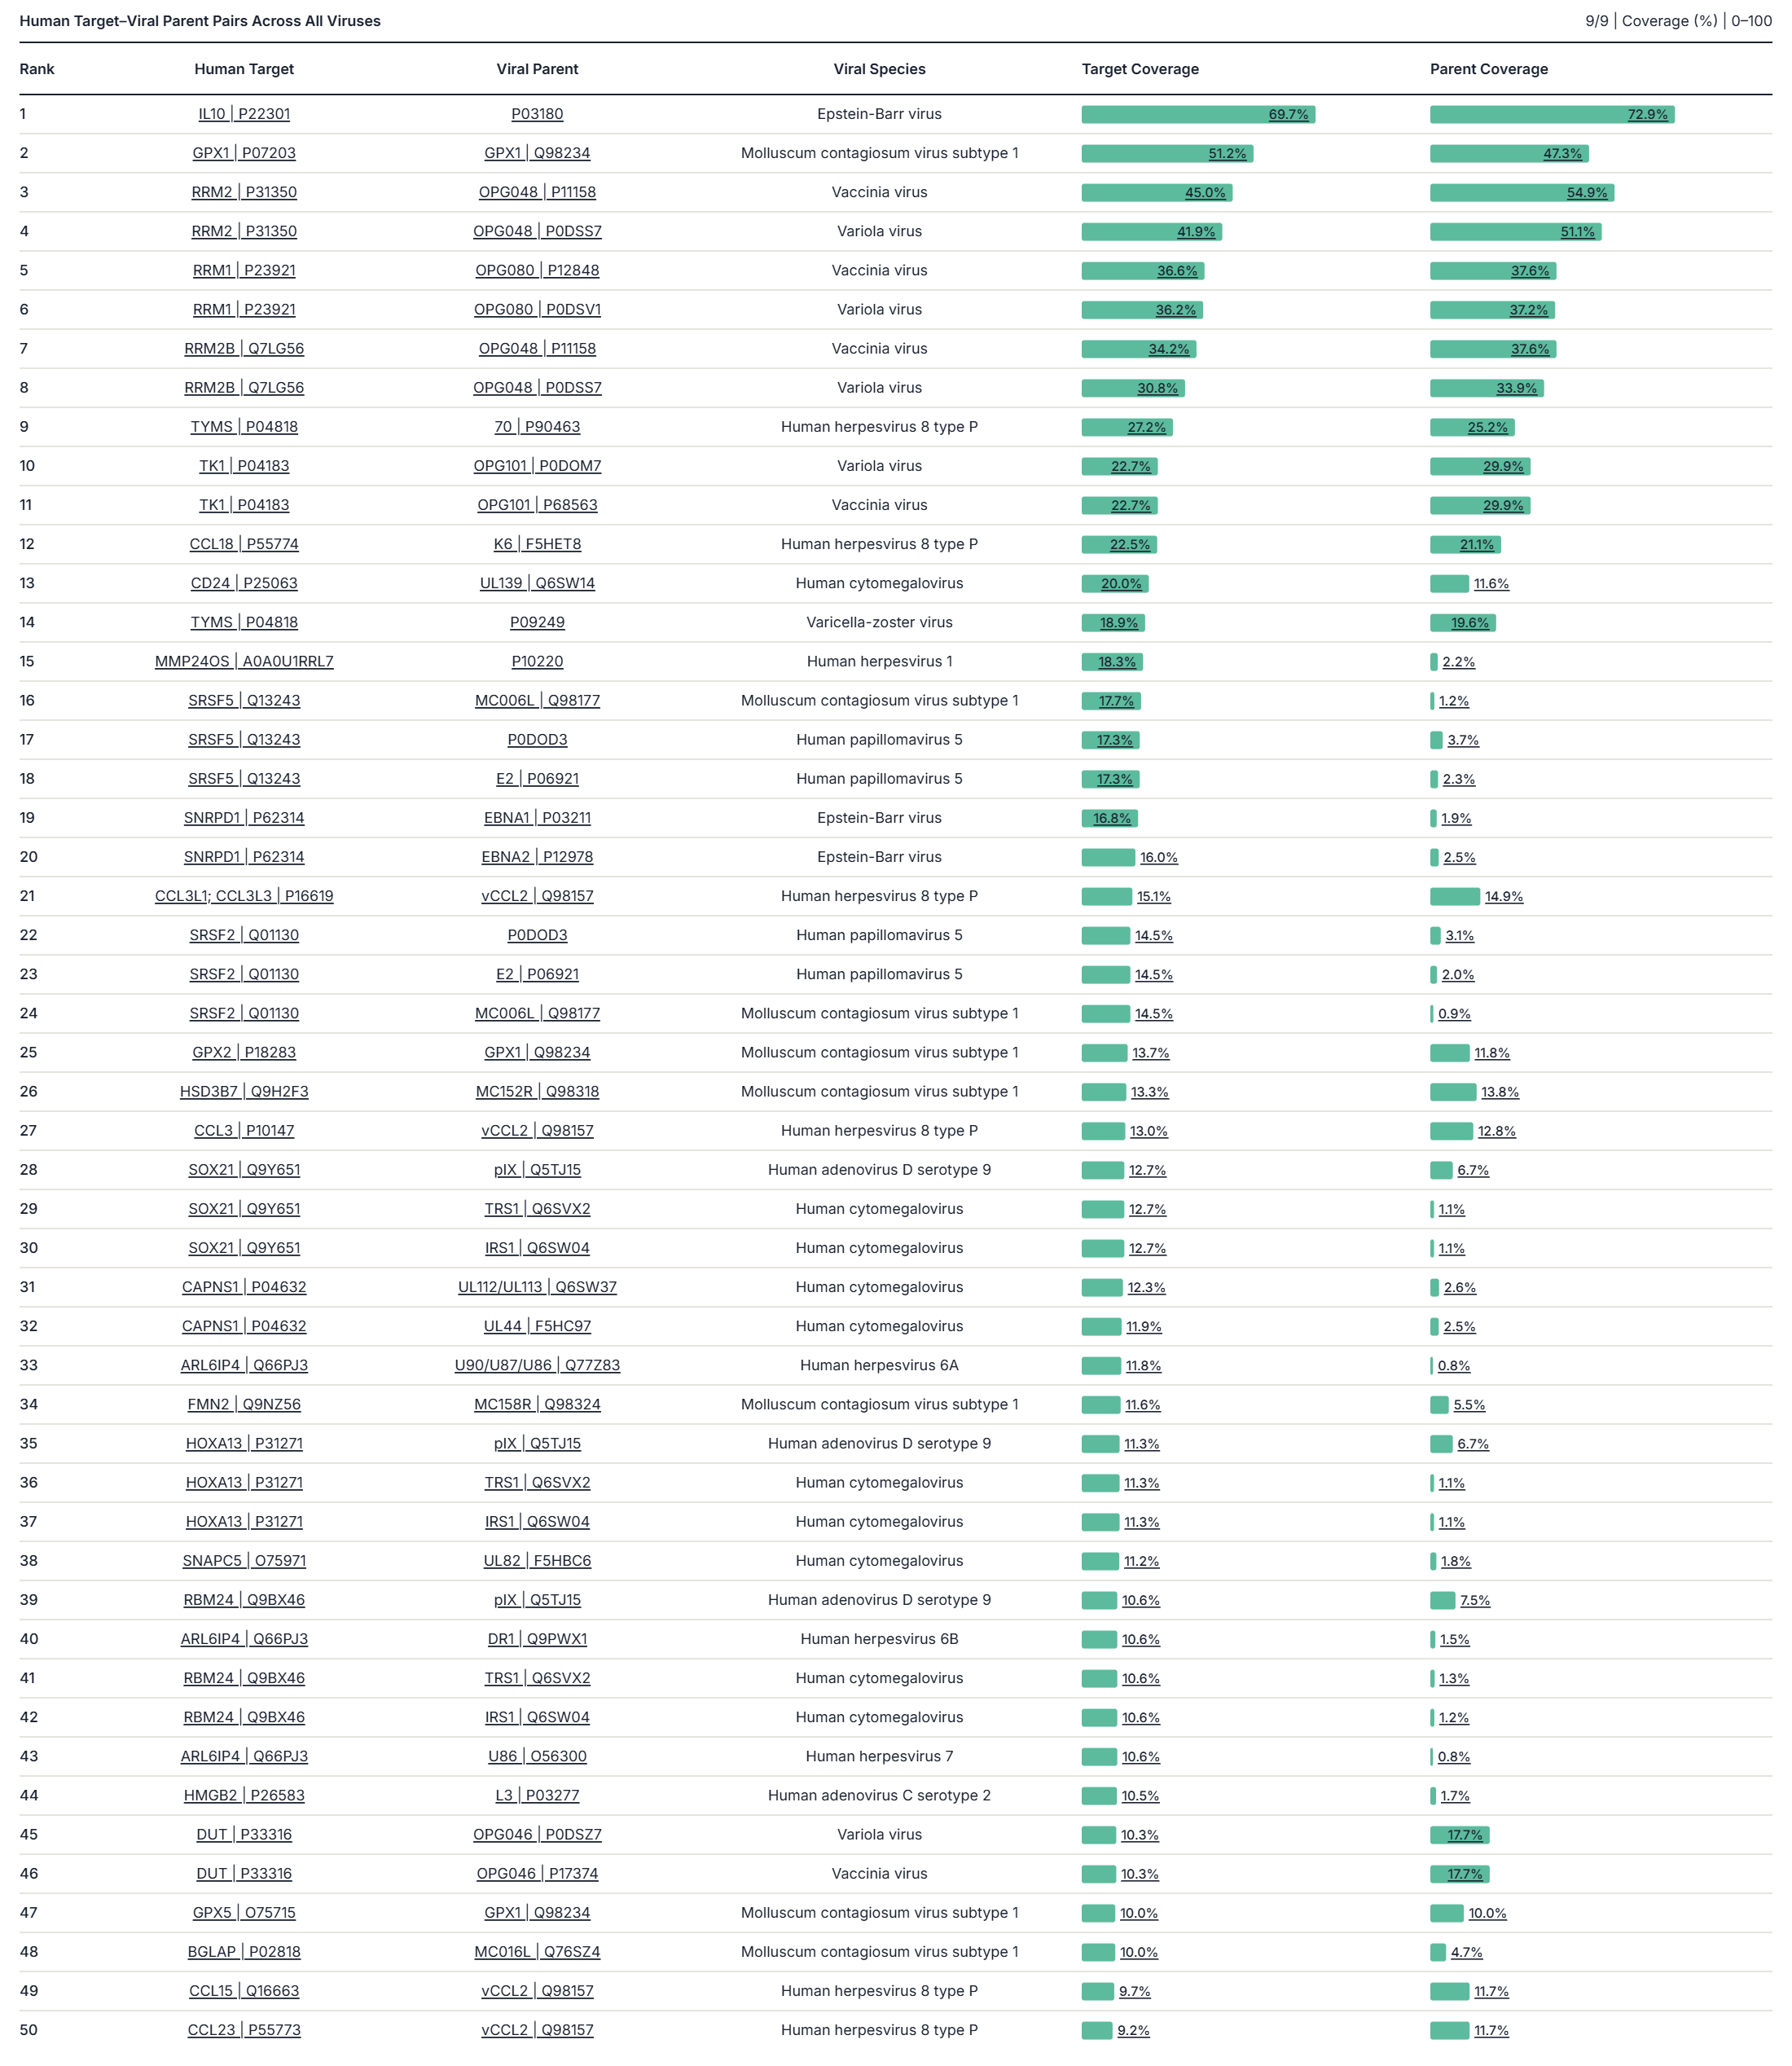 Human Target–Viral Parent Pairs Across All Viruses 9/9 | Coverage (%) | 0–100
Rank Human Target Viral Parent Viral Species Target Coverage Parent Coverage
1 IL10 | P22301 P03180 Epstein-Barr virus 69.7% 72.9%
2 GPX1 | P07203 GPX1 | Q98234 Molluscum contagiosum virus subtype 1 51.2% 47.3%
3 RRM2 | P31350 OPG048 | P11158 Vaccinia virus 45.0% 54.9%
4 RRM2 | P31350 OPG048 | P0DSS7 Variola virus 41.9% 51.1%
5 RRM1 | P23921 OPG080 | P12848 Vaccinia virus 36.6% 37.6%
6 RRM1 | P23921 OPG080 | P0DSV1 Variola virus 36.2% 37.2%
7 RRM2B | Q7LG56 OPG048 | P11158 Vaccinia virus 34.2% 37.6%
8 RRM2B | Q7LG56 OPG048 | P0DSS7 Variola virus 30.8% 33.9%
9 TYMS | P04818 70 | P90463 Human herpesvirus 8 type P 27.2% 25.2%
10 TK1 | P04183 OPG101 | P0DOM7 Variola virus 22.7% 29.9%
11 TK1 | P04183 OPG101 | P68563 Vaccinia virus 22.7% 29.9%
12 CCL18 | P55774 K6 | F5HET8 Human herpesvirus 8 type P 22.5% 21.1%
13 CD24 | P25063 UL139 | Q6SW14 Human cytomegalovirus 20.0% 11.6%
14 TYMS | P04818 P09249 Varicella-zoster virus 18.9% 19.6%
15 MMP24OS | A0A0U1RRL7 P10220 Human herpesvirus 1 18.3% 2.2%
16 SRSF5 | Q13243 MC006L | Q98177 Molluscum contagiosum virus subtype 1 17.7% 1.2%
17 SRSF5 | Q13243 P0DOD3 Human papillomavirus 5 17.3% 3.7%
18 SRSF5 | Q13243 E2 | P06921 Human papillomavirus 5 17.3% 2.3%
19 SNRPD1 | P62314 EBNA1 | P03211 Epstein-Barr virus 16.8% 1.9%
20 SNRPD1 | P62314 EBNA2 | P12978 Epstein-Barr virus 16.0% 2.5%
21 CCL3L1; CCL3L3 | P16619 vCCL2 | Q98157 Human herpesvirus 8 type P 15.1% 14.9%
22 SRSF2 | Q01130 P0DOD3 Human papillomavirus 5 14.5% 3.1%
23 SRSF2 | Q01130 E2 | P06921 Human papillomavirus 5 14.5% 2.0%
24 SRSF2 | Q01130 MC006L | Q98177 Molluscum contagiosum virus subtype 1 14.5% 0.9%
25 GPX2 | P18283 GPX1 | Q98234 Molluscum contagiosum virus subtype 1 13.7% 11.8%
26 HSD3B7 | Q9H2F3 MC152R | Q98318 Molluscum contagiosum virus subtype 1 13.3% 13.8%
27 CCL3 | P10147 vCCL2 | Q98157 Human herpesvirus 8 type P 13.0% 12.8%
28 SOX21 | Q9Y651 pIX | Q5TJ15 Human adenovirus D serotype 9 12.7% 6.7%
29 SOX21 | Q9Y651 TRS1 | Q6SVX2 Human cytomegalovirus 12.7% 1.1%
30 SOX21 | Q9Y651 IRS1 | Q6SW04 Human cytomegalovirus 12.7% 1.1%
31 CAPNS1 | P04632 UL112/UL113 | Q6SW37 Human cytomegalovirus 12.3% 2.6%
32 CAPNS1 | P04632 UL44 | F5HC97 Human cytomegalovirus 11.9% 2.5%
33 ARL6IP4 | Q66PJ3 U90/U87/U86 | Q77Z83 Human herpesvirus 6A 11.8% 0.8%
34 FMN2 | Q9NZ56 MC158R | Q98324 Molluscum contagiosum virus subtype 1 11.6% 5.5%
35 HOXA13 | P31271 pIX | Q5TJ15 Human adenovirus D serotype 9 11.3% 6.7%
36 HOXA13 | P31271 TRS1 | Q6SVX2 Human cytomegalovirus 11.3% 1.1%
37 HOXA13 | P31271 IRS1 | Q6SW04 Human cytomegalovirus 11.3% 1.1%
38 SNAPC5 | O75971 UL82 | F5HBC6 Human cytomegalovirus 11.2% 1.8%
39 RBM24 | Q9BX46 pIX | Q5TJ15 Human adenovirus D serotype 9 10.6% 7.5%
40 ARL6IP4 | Q66PJ3 DR1 | Q9PWX1 Human herpesvirus 6B 10.6% 1.5%
41 RBM24 | Q9BX46 TRS1 | Q6SVX2 Human cytomegalovirus 10.6% 1.3%
42 RBM24 | Q9BX46 IRS1 | Q6SW04 Human cytomegalovirus 10.6% 1.2%
43 ARL6IP4 | Q66PJ3 U86 | O56300 Human herpesvirus 7 10.6% 0.8%
44 HMGB2 | P26583 L3 | P03277 Human adenovirus C serotype 2 10.5% 1.7%
45 DUT | P33316 OPG046 | P0DSZ7 Variola virus 10.3% 17.7%
46 DUT | P33316 OPG046 | P17374 Vaccinia virus 10.3% 17.7%
47 GPX5 | O75715 GPX1 | Q98234 Molluscum contagiosum virus subtype 1 10.0% 10.0%
48 BGLAP | P02818 MC016L | Q76SZ4 Molluscum contagiosum virus subtype 1 10.0% 4.7%
49 CCL15 | Q16663 vCCL2 | Q98157 Human herpesvirus 8 type P 9.7% 11.7%
50 CCL23 | P55773 vCCL2 | Q98157 Human herpesvirus 8 type P 9.2% 11.7%